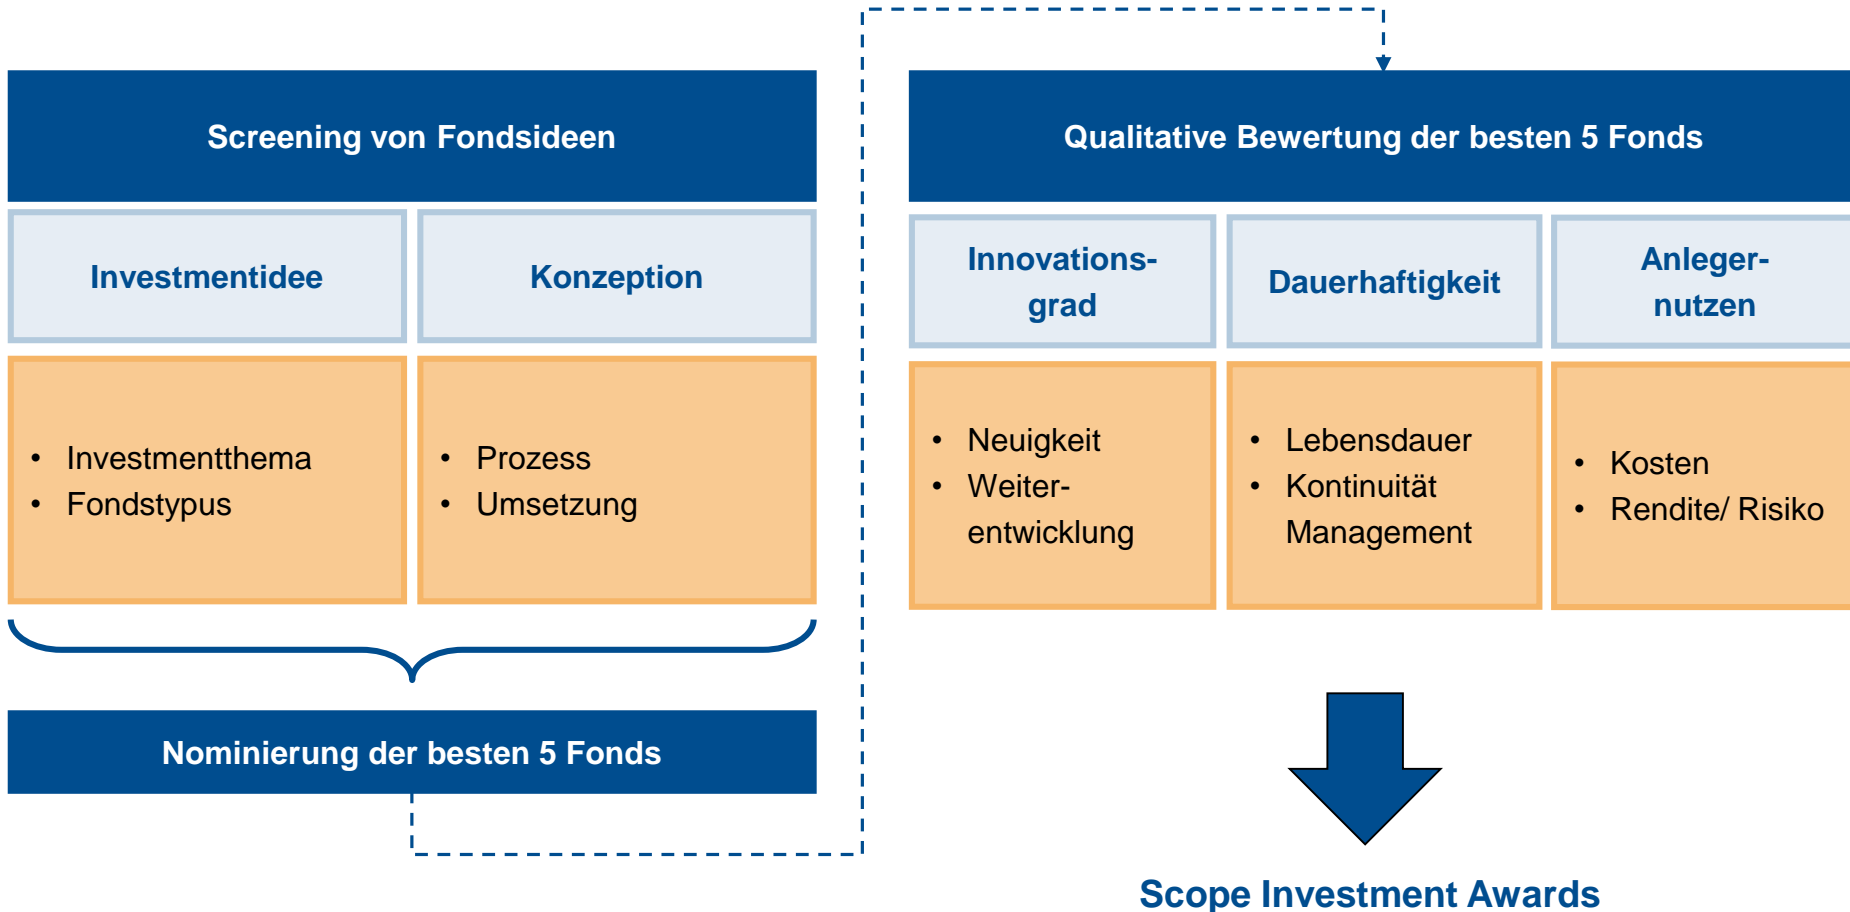 Screening von Fondsideen
Investmentidee
Konzeption
• Investmentthema
• Fondstypus
• Prozess
• Umsetzung
Nominierung der besten 5 Fonds
Qualitative Bewertung der besten 5 Fonds
Innovations-
grad
Dauerhaftigkeit
Anleger-
nutzen
• Neuigkeit
• Weiter-
entwicklung
• Lebensdauer
• Kontinuität
Management
• Kosten
• Rendite/ Risiko
Scope Investment Awards